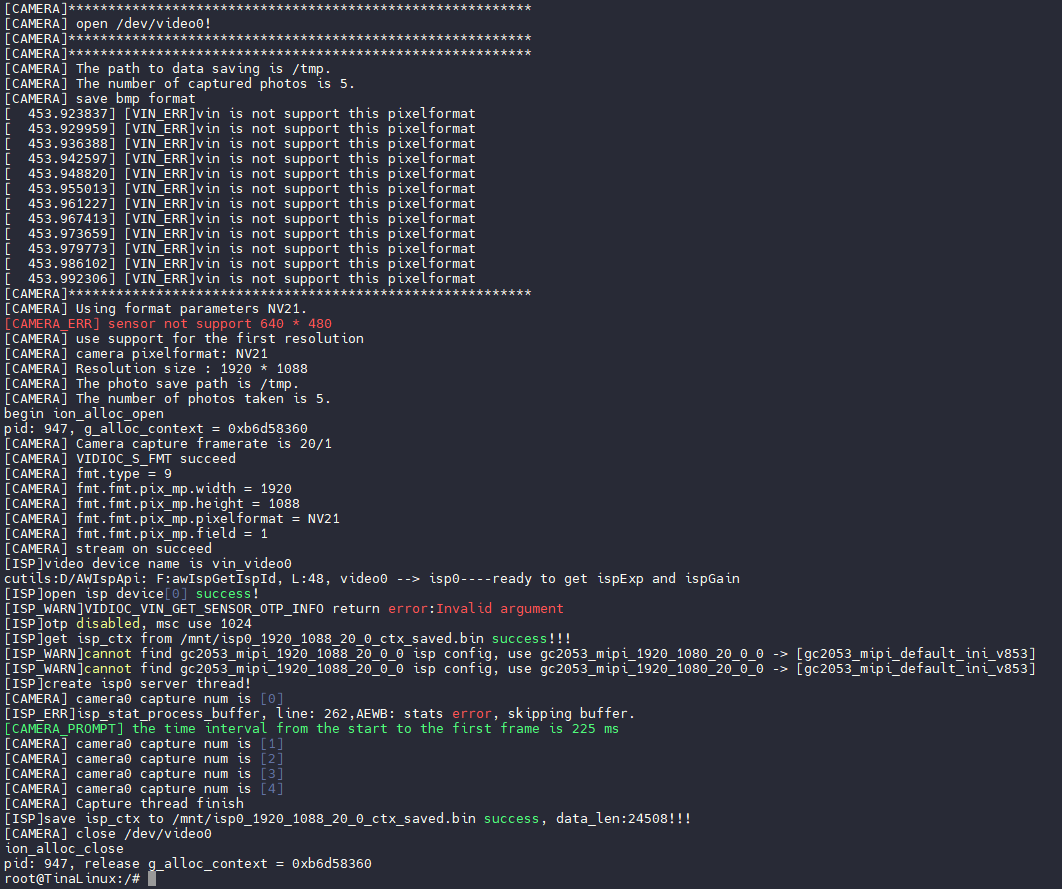 [CAMERA]**********************************************************
[CAMERA] open /dev/video0!
[CAMERA]**********************************************************
[CAMERA]**********************************************************
[CAMERA] The path to data saving is /tmp.
[CAMERA] The number of captured photos is 5.
[CAMERA] save bmp format
[  453.923837] [VIN_ERR]vin is not support this pixelformat
[  453.929959] [VIN_ERR]vin is not support this pixelformat
[  453.936388] [VIN_ERR]vin is not support this pixelformat
[  453.942597] [VIN_ERR]vin is not support this pixelformat
[  453.948820] [VIN_ERR]vin is not support this pixelformat
[  453.955013] [VIN_ERR]vin is not support this pixelformat
[  453.961227] [VIN_ERR]vin is not support this pixelformat
[  453.967413] [VIN_ERR]vin is not support this pixelformat
[  453.973659] [VIN_ERR]vin is not support this pixelformat
[  453.979773] [VIN_ERR]vin is not support this pixelformat
[  453.986102] [VIN_ERR]vin is not support this pixelformat
[  453.992306] [VIN_ERR]vin is not support this pixelformat
[CAMERA]**********************************************************
[CAMERA] Using format parameters NV21.
[CAMERA_ERR] sensor not support 640 * 480
[CAMERA] use support for the first resolution
[CAMERA] camera pixelformat: NV21
[CAMERA] Resolution size : 1920 * 1088
[CAMERA] The photo save path is /tmp.
[CAMERA] The number of photos taken is 5.
begin ion_alloc_open
pid: 947, g_alloc_context = 0xb6d58360
[CAMERA] Camera capture framerate is 20/1
[CAMERA] VIDIOC_S_FMT succeed
[CAMERA] fmt.type = 9
[CAMERA] fmt.fmt.pix_mp.width = 1920
[CAMERA] fmt.fmt.pix_mp.height = 1088
[CAMERA] fmt.fmt.pix_mp.pixelformat = NV21
[CAMERA] fmt.fmt.pix_mp.field = 1
[CAMERA] stream on succeed
[ISP]video device name is vin_video0
cutils:D/AWIspApi: F:awIspGetIspId, L:48, video0 --> isp0----ready to get ispExp and ispGain
[ISP]open isp device[0] success!
[ISP_WARN]VIDIOC_VIN_GET_SENSOR_OTP_INFO return error:Invalid argument
[ISP]otp disabled, msc use 1024
[ISP]get isp_ctx from /mnt/isp0_1920_1088_20_0_ctx_saved.bin success!!!
[ISP_WARN]cannot find gc2053_mipi_1920_1088_20_0_0 isp config, use gc2053_mipi_1920_1080_20_0_0 -> [gc2053_mipi_default_ini_v853]
[ISP_WARN]cannot find gc2053_mipi_1920_1088_20_0_0 isp config, use gc2053_mipi_1920_1080_20_0_0 -> [gc2053_mipi_default_ini_v853]
[ISP]create isp0 server thread!
[CAMERA] camera0 capture num is [0]
[ISP_ERR]isp_stat_process_buffer, line: 262,AEWB: stats error, skipping buffer.
[CAMERA_PROMPT] the time interval from the start to the first frame is 225 ms
[CAMERA] camera0 capture num is [1]
[CAMERA] camera0 capture num is [2]
[CAMERA] camera0 capture num is [3]
[CAMERA] camera0 capture num is [4]
[CAMERA] Capture thread finish
[ISP]save isp_ctx to /mnt/isp0_1920_1088_20_0_ctx_saved.bin success, data_len:24508!!!
[CAMERA] close /dev/video0
ion_alloc_close
pid: 947, release g_alloc_context = 0xb6d58360
root@TinaLinux:/#